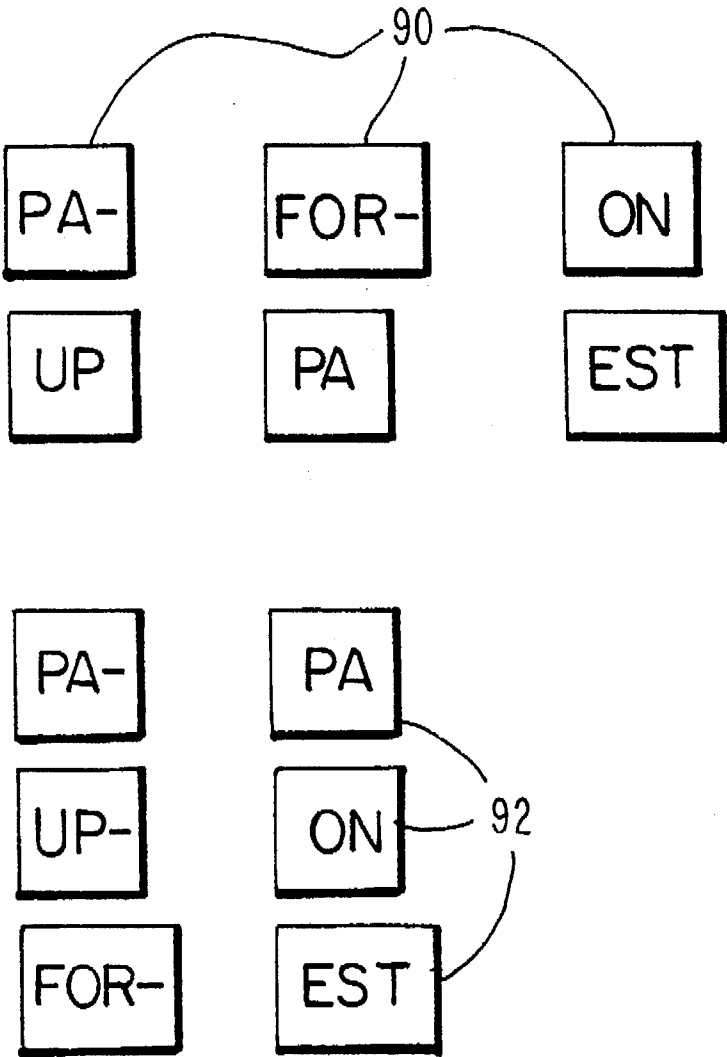 90
PA- FOR- ON
UP PA EST
PA- PA
UP- ON
92
FOR- EST